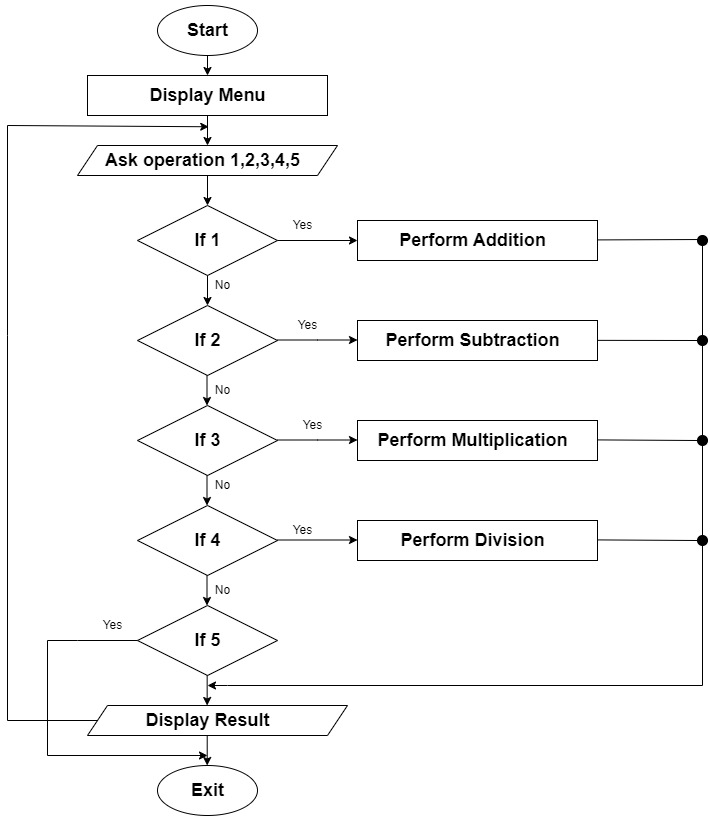 Start
Display Menu
Ask operation 1,2,3,4,5
If 1
Yes
Perform Addition
No
If 2
Yes
Perform Subtraction
No
If 3
Yes
Perform Multiplication
No
If 4
Yes
Perform Division
No
Yes
If 5
Display Result
Exit